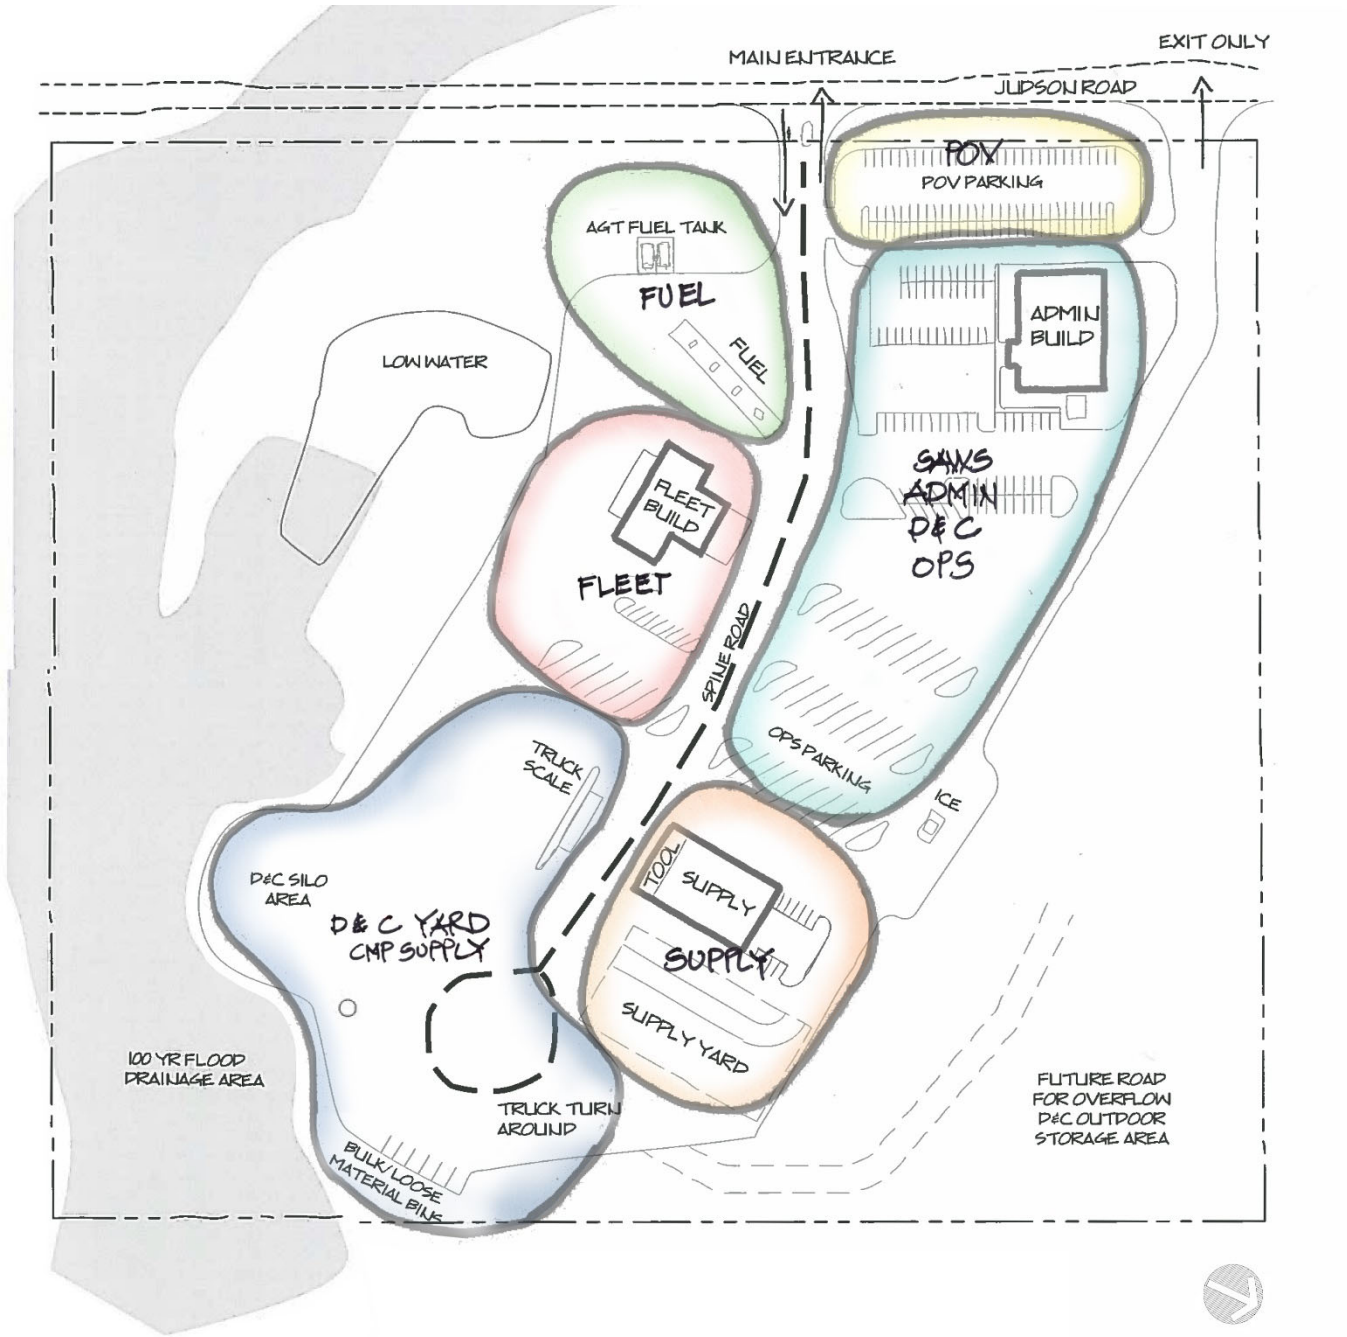 EXIT ONLY
MAIN ENTRANCE
JUDSON ROAD
POV
POV PARKING
AGT FUEL TANK
FUEL
FUEL
ADMIN
BUILD
LOW WATER
SAWS
ADMIN
D&C
OPS
FLEET
BUILD
FLEET
SPINE ROAD
OPS PARKING
TRUCK
SCALE
ICE
TOOL
SUPPLY
D&C SILO
AREA
D & C YARD
CMP SUPPLY
SUPPLY
SUPPLY YARD
100 YR FLOOD
DRAINAGE AREA
TRUCK TURN
AROUND
FUTURE ROAD
FOR OVERFLOW
D&C OUTDOOR
STORAGE AREA
BULK/LOOSE
MATERIAL BINS